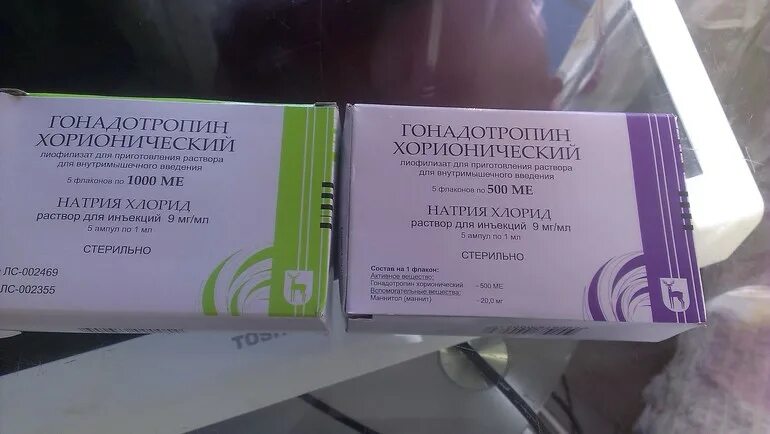 ГОНАДОТРОПИН
ХОРИОНИЧЕСКИЙ
лиофилизат для приготовления раствора
для внутримышечного введения
5 флаконов по 1000 МЕ
НАТРИЯ ХЛОРИД
раствор для инъекций 9 мг/мл
5 ампул по 1 мл
СТЕРИЛЬНО
ЛС-002469
ЛС-002355
ГОНАДОТРОПИН
ХОРИОНИЧЕСКИЙ
лиофилизат для приготовления раствора
для внутримышечного введения
5 флаконов по 500 МЕ
НАТРИЯ ХЛОРИД
раствор для инъекций 9 мг/мл
5 ампул по 1 мл
СТЕРИЛЬНО
Состав на 1 флакон:
Активное вещество:
Гонадотропин хорионический - 500 МЕ
Вспомогательные вещества:
Маннитол (маннит) - 20,0 мг
TOS